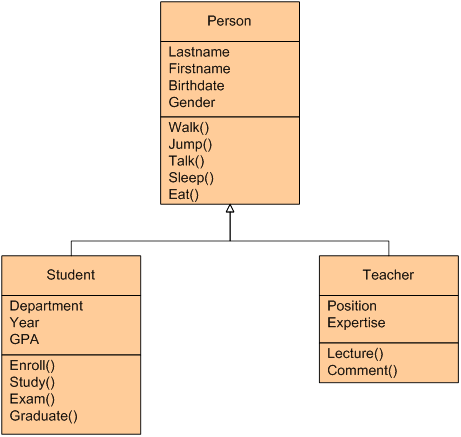 Person
Lastname
Firstname
Birthdate
Gender
Walk()
Jump()
Talk()
Sleep()
Eat()
Student
Department
Year
GPA
Enroll()
Study()
Exam()
Graduate()
Teacher
Position
Expertise
Lecture()
Comment()